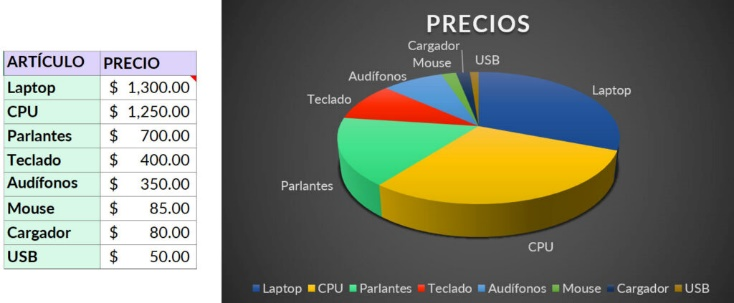 ARTÍCULO PRECIO
Laptop $ 1,300.00
CPU $ 1,250.00
Parlantes $ 700.00
Teclado $ 400.00
Audífonos $ 350.00
Mouse $ 85.00
Cargador $ 80.00
USB $ 50.00
PRECIOS
Cargador
Mouse USB
Audífonos
Laptop
Teclado
Parlantes
CPU
Laptop CPU Parlantes Teclado Audífonos Mouse Cargador USB